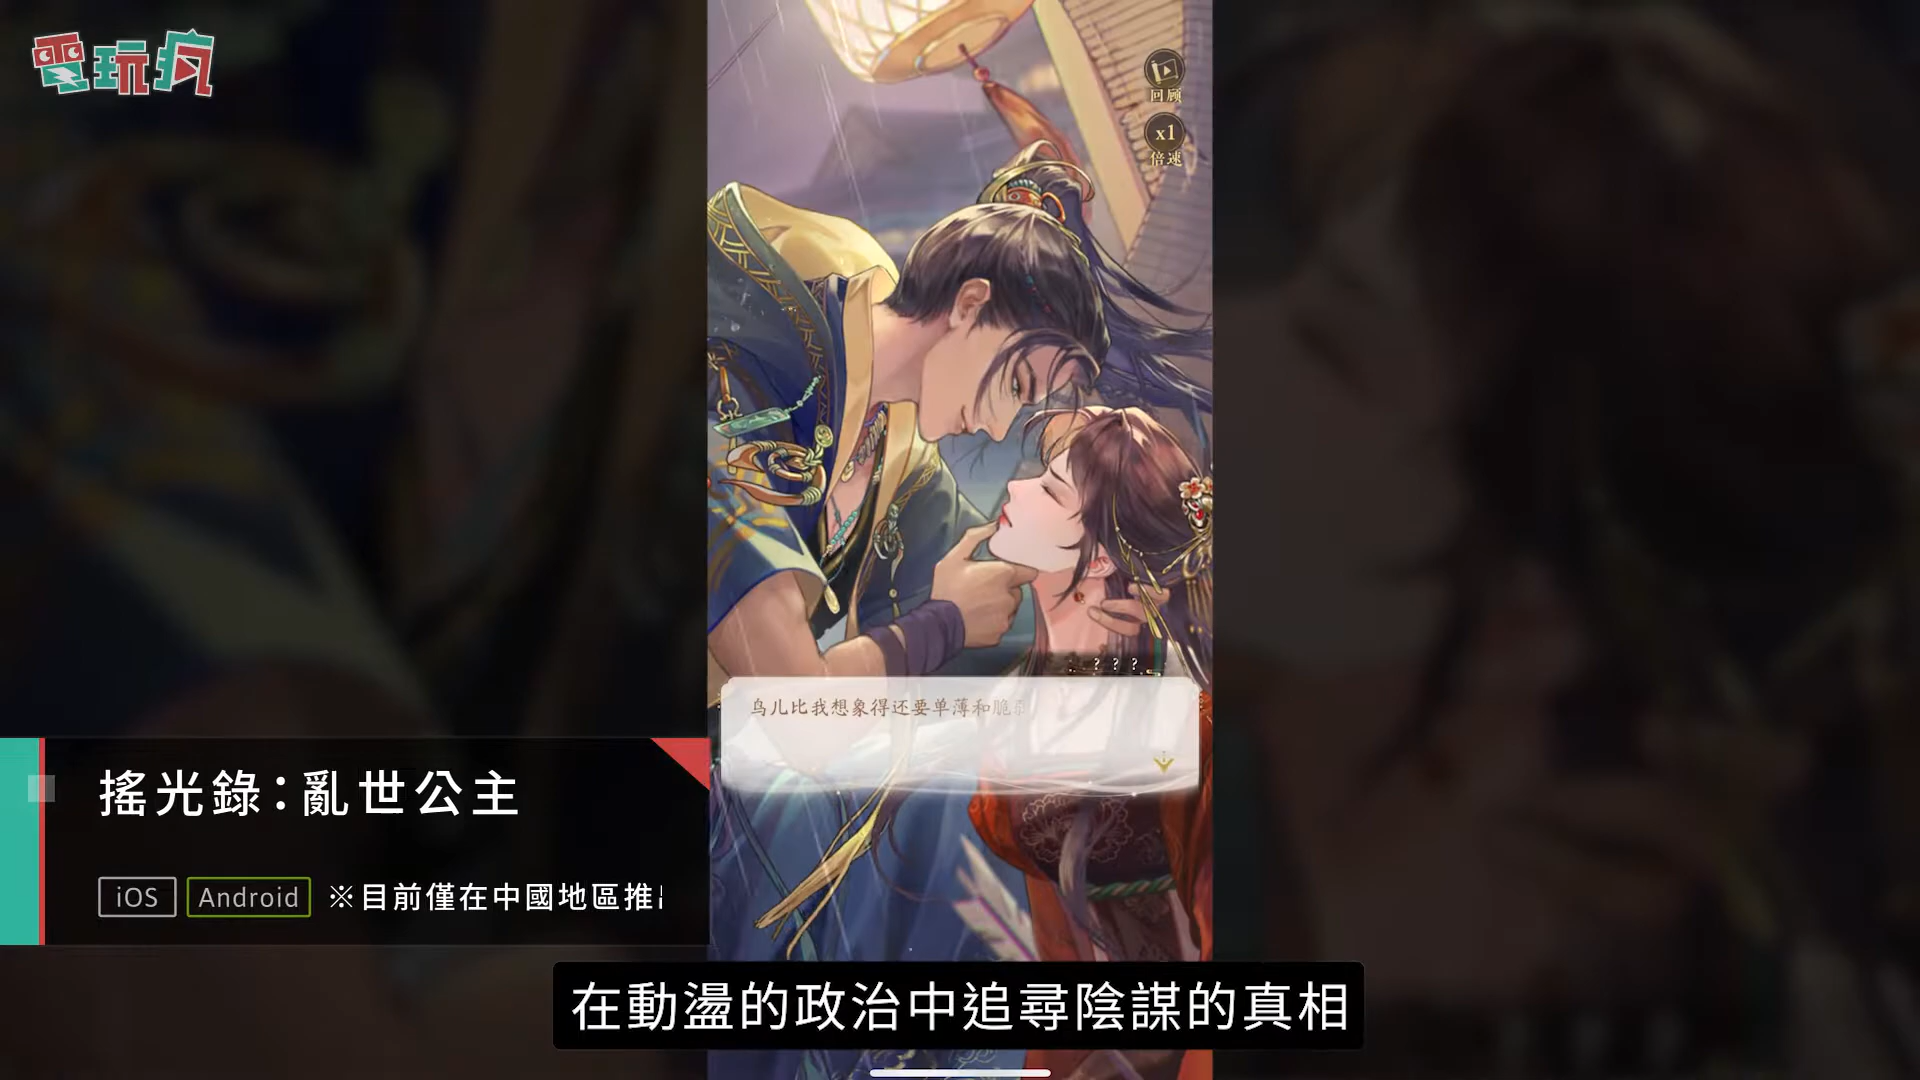 電玩瘋
回顾
x1
倍速
? ? ?
鸟儿比我想象得还要单薄和脆
搖光錄：亂世公主
iOS
Android
※目前僅在中國地區推
在動盪的政治中追尋陰謀的真相